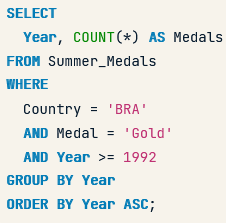 SELECT
Year, COUNT(*) AS Medals
FROM Summer_Medals
WHERE
Country = 'BRA'
AND Medal = 'Gold'
AND Year >= 1992
GROUP BY Year
ORDER BY Year ASC;